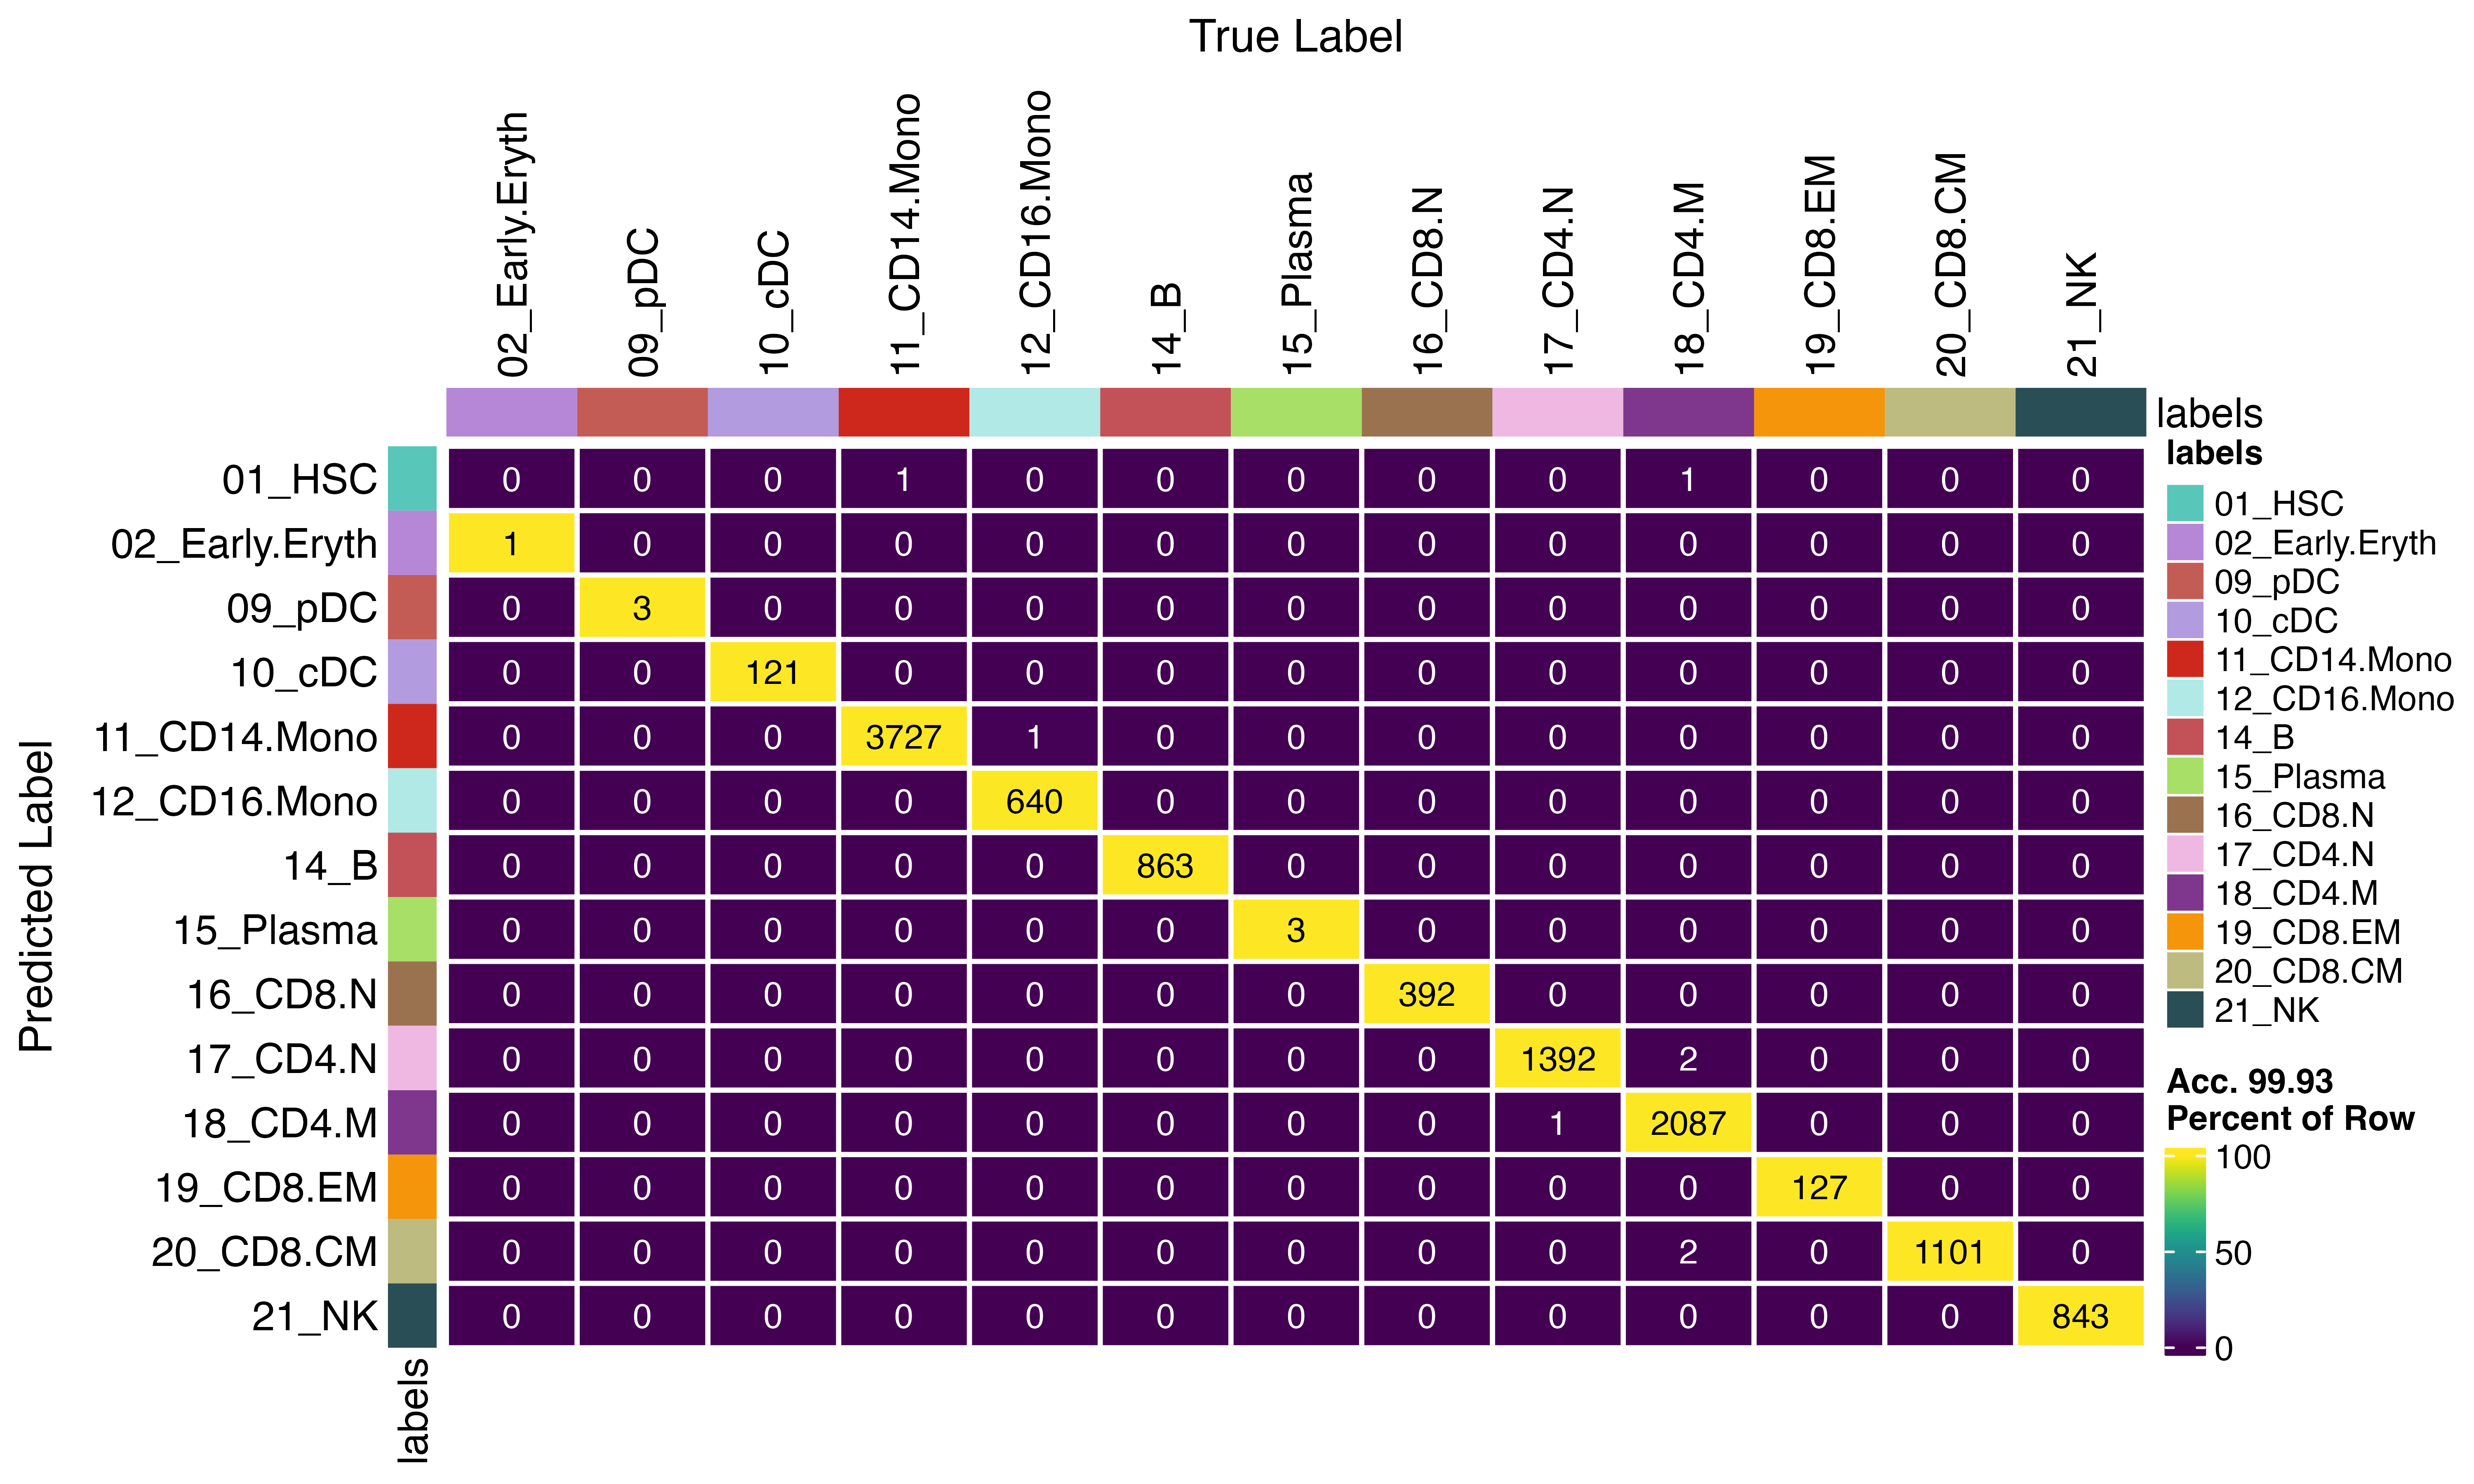 True Label
02_Early.Eryth
09_pDC
10_cDC
11_CD14.Mono
12_CD16.Mono
14_B
15_Plasma
16_CD8.N
17_CD4.N
18_CD4.M
19_CD8.EM
20_CD8.CM
21_NK
labels
Predicted Label
01_HSC 0 0 0 1 0 0 0 0 0 1 0 0 0
02_Early.Eryth 1 0 0 0 0 0 0 0 0 0 0 0 0
09_pDC 0 3 0 0 0 0 0 0 0 0 0 0 0
10_cDC 0 0 121 0 0 0 0 0 0 0 0 0 0
11_CD14.Mono 0 0 0 3727 1 0 0 0 0 0 0 0 0
12_CD16.Mono 0 0 0 0 640 0 0 0 0 0 0 0 0
14_B 0 0 0 0 0 863 0 0 0 0 0 0 0
15_Plasma 0 0 0 0 0 0 3 0 0 0 0 0 0
16_CD8.N 0 0 0 0 0 0 0 392 0 0 0 0 0
17_CD4.N 0 0 0 0 0 0 0 0 1392 2 0 0 0
18_CD4.M 0 0 0 0 0 0 0 0 1 2087 0 0 0
19_CD8.EM 0 0 0 0 0 0 0 0 0 0 127 0 0
20_CD8.CM 0 0 0 0 0 0 0 0 0 2 0 1101 0
21_NK 0 0 0 0 0 0 0 0 0 0 0 0 843
labels
labels
01_HSC
02_Early.Eryth
09_pDC
10_cDC
11_CD14.Mono
12_CD16.Mono
14_B
15_Plasma
16_CD8.N
17_CD4.N
18_CD4.M
19_CD8.EM
20_CD8.CM
21_NK
Acc. 99.93
Percent of Row
100
50
0